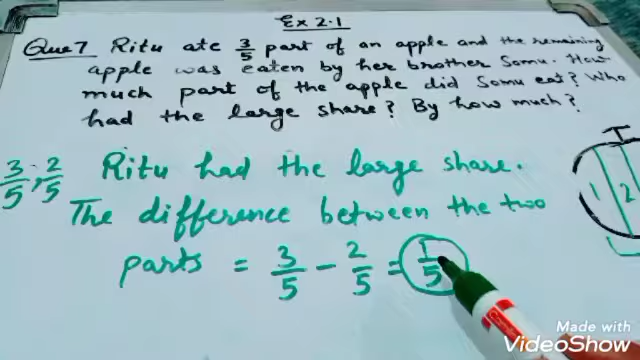 Ex 2.1
Que 7 Ritu ate 3/5 part of an apple and the remaining
apple was eaten by her brother Somu. How
much part of the apple did Somu eat? Who
had the large share? By how much?
3/5, 2/5 Ritu had the large share.
The difference between the two
parts = 3/5 - 2/5 = 1/5
1 2
Made with
VideoShow